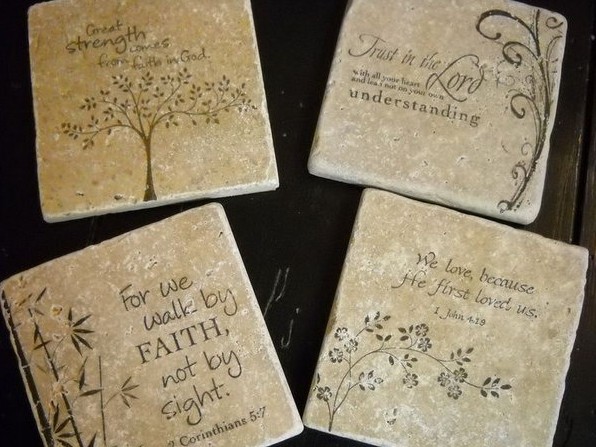 Great
strength comes
from faith in God.
Trust in the Lord
with all your heart
and lean not on your own
understanding
For we
walk by
FAITH,
not by
sight.
2 Corinthians 5:7
We love, because
He first loved us.
1 John 4:19